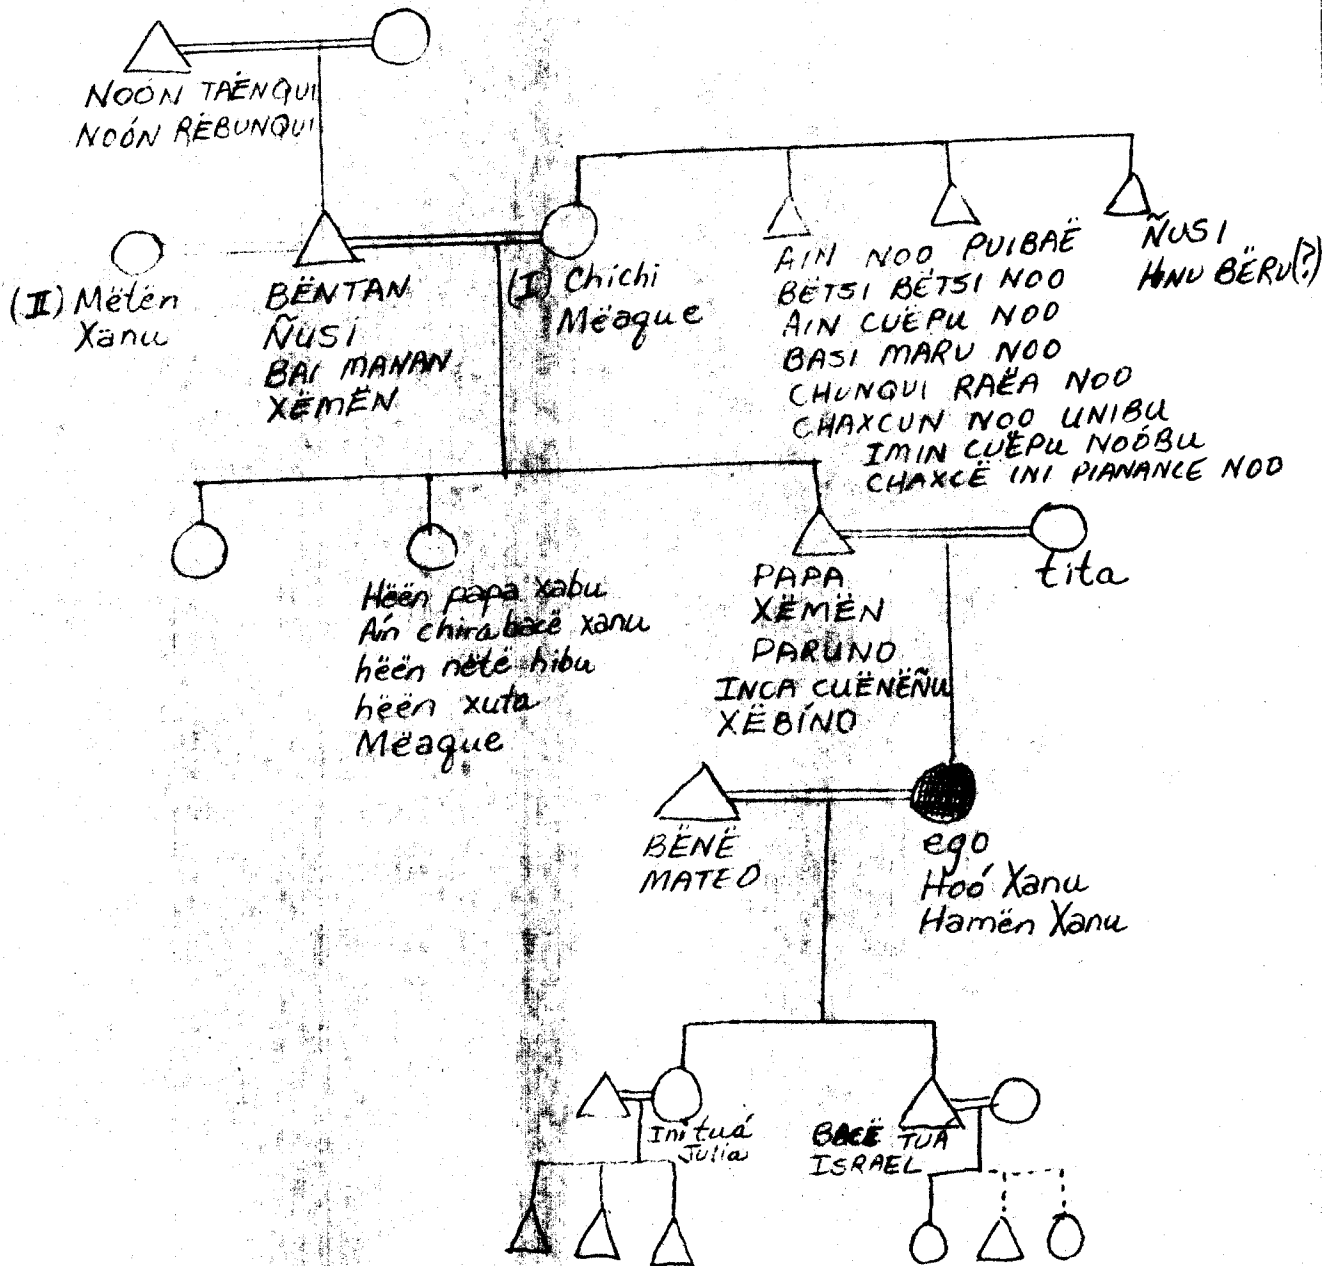 NOÓN TAËNQUI
NOÓN RËBUNQUI
(II) Mëtën
Xanu
BËNTAN
ÑUSI
BAI MANAN
XËMËN
(I) Chichi
Mëaque
AIN NOO PUIBAË
BËTSI BËTSI NOO
AIN CUËPU NOO
BASI MARU NOO
CHUNQUI RAËA NOO
CHAXCUN NOO UNIBU
IMIN CUËPU NOÓBU
CHAXCË INI PIANANCE NOO
ÑUSI
HNU BËRU(?)
Hëën papa xabu
Ain chira bacë xanu
hëën nëtë hibu
hëën xuta
Mëaque
PAPA
XËMËN
PARUNO
INCA CUËNËÑU
XËBÍNO
tita
BËNË
MATEO
ego
Hoó Xanu
Hamën Xanu
Ini tuá
Julia
BACË TUA
ISRAEL